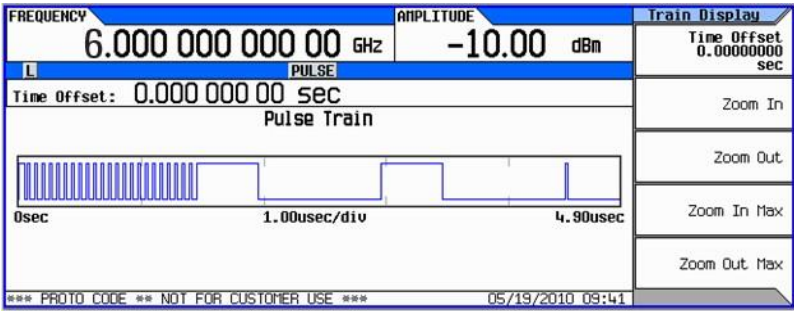 FREQUENCY
6.000 000 000 00 GHz
AMPLITUDE
-10.00 dBm
L
PULSE
Time Offset: 0.000 000 00 sec
Pulse Train
0sec
1.00usec/div
4.90usec
*** PROTO CODE ** NOT FOR CUSTOMER USE ***
05/19/2010 09:41
Train Display
Time Offset
0.00000000
sec
Zoom In
Zoom Out
Zoom In Max
Zoom Out Max